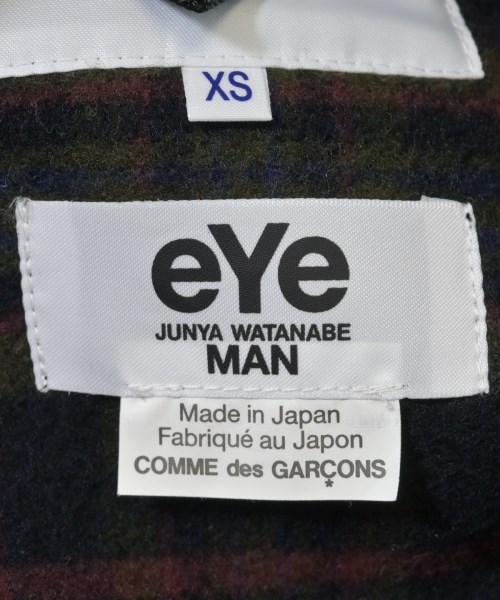 XS
eYe
JUNYA WATANABE
MAN
Made in Japan
Fabriqué au Japon
COMME des GARÇONS
*